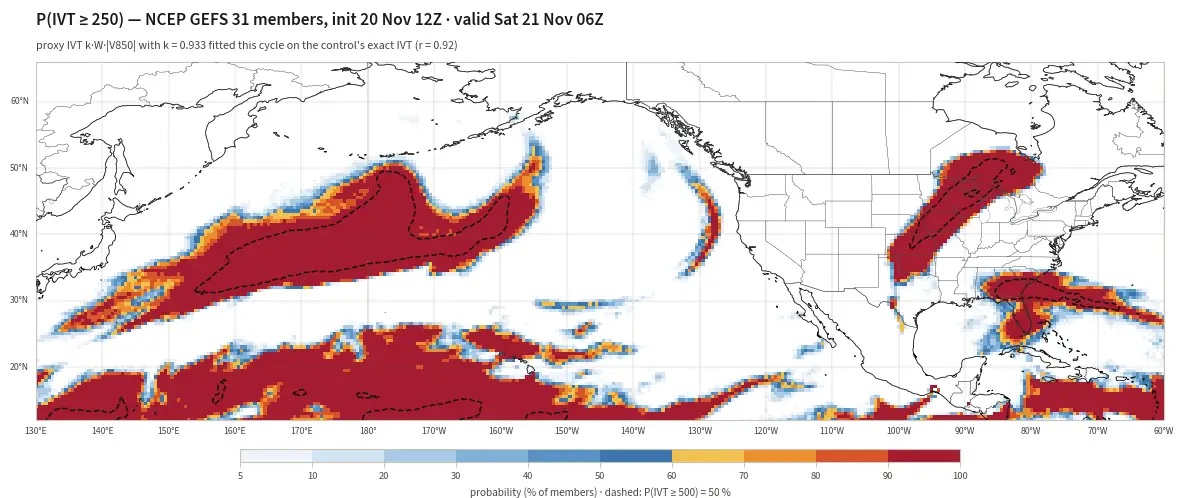 P(IVT ≥ 250) — NCEP GEFS 31 members, init 20 Nov 12Z · valid Sat 21 Nov 06Z
proxy IVT k·W·|V850| with k = 0.933 fitted this cycle on the control's exact IVT (r = 0.92)
60°N
50°N
40°N
30°N
20°N
130°E 140°E 150°E 160°E 170°E 180° 170°W 160°W 150°W 140°W 130°W 120°W 110°W 100°W 90°W 80°W 70°W 60°W
5 10 20 30 40 50 60 70 80 90 100
probability (% of members) · dashed: P(IVT ≥ 500) = 50 %